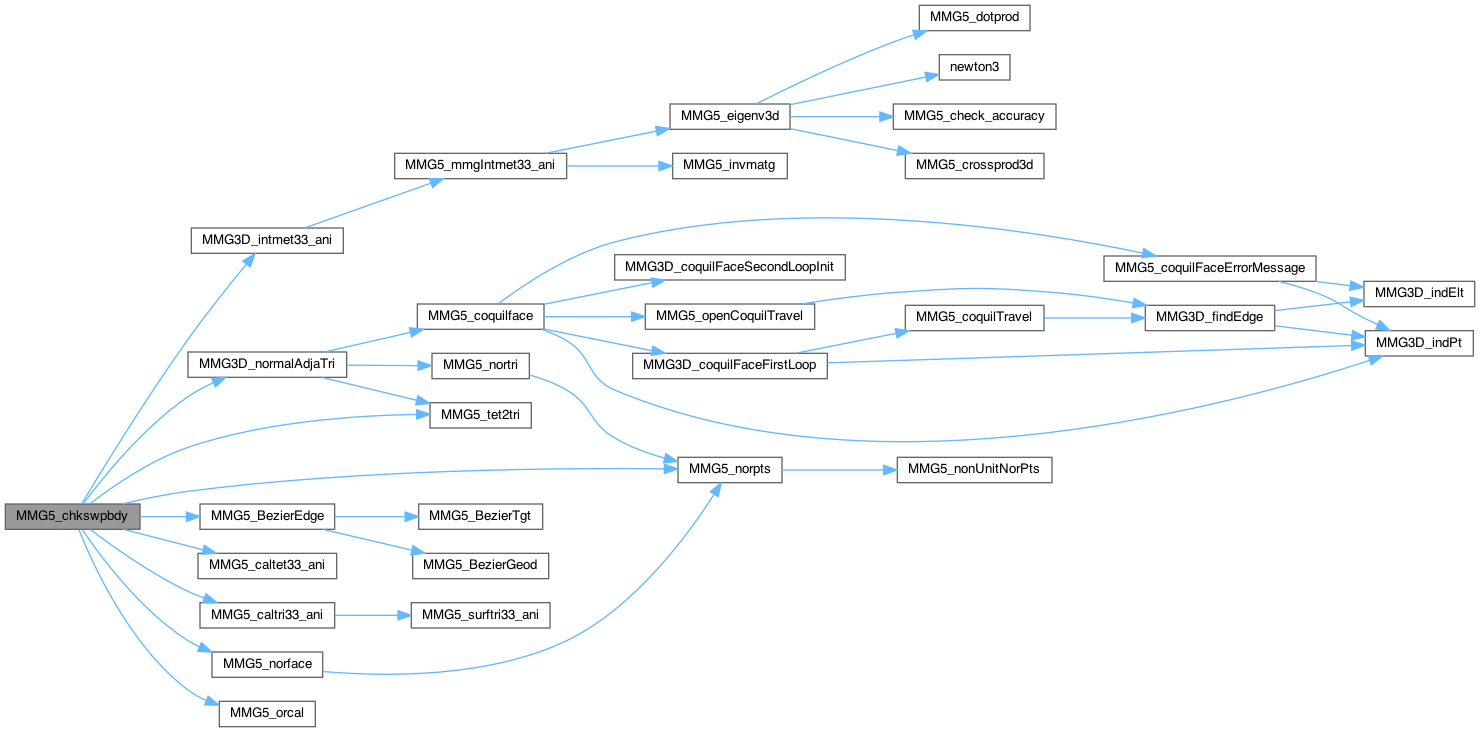 MMG5_dotprod
newton3
MMG5_eigenv3d
MMG5_check_accuracy
MMG5_mmgIntmet33_ani
MMG5_invmatg
MMG5_crossprod3d
MMG3D_intmet33_ani
MMG3D_coquilFaceSecondLoopInit
MMG5_coquilFaceErrorMessage
MMG3D_indElt
MMG5_coquilface
MMG5_openCoquilTravel
MMG5_coquilTravel
MMG3D_findEdge
MMG3D_indPt
MMG3D_normalAdjaTri
MMG5_nortri
MMG3D_coquilFaceFirstLoop
MMG5_tet2tri
MMG5_norpts
MMG5_nonUnitNorPts
MMG5_chkswpbdy
MMG5_BezierEdge
MMG5_BezierTgt
MMG5_caltet33_ani
MMG5_BezierGeod
MMG5_caltri33_ani
MMG5_surftri33_ani
MMG5_norface
MMG5_orcal